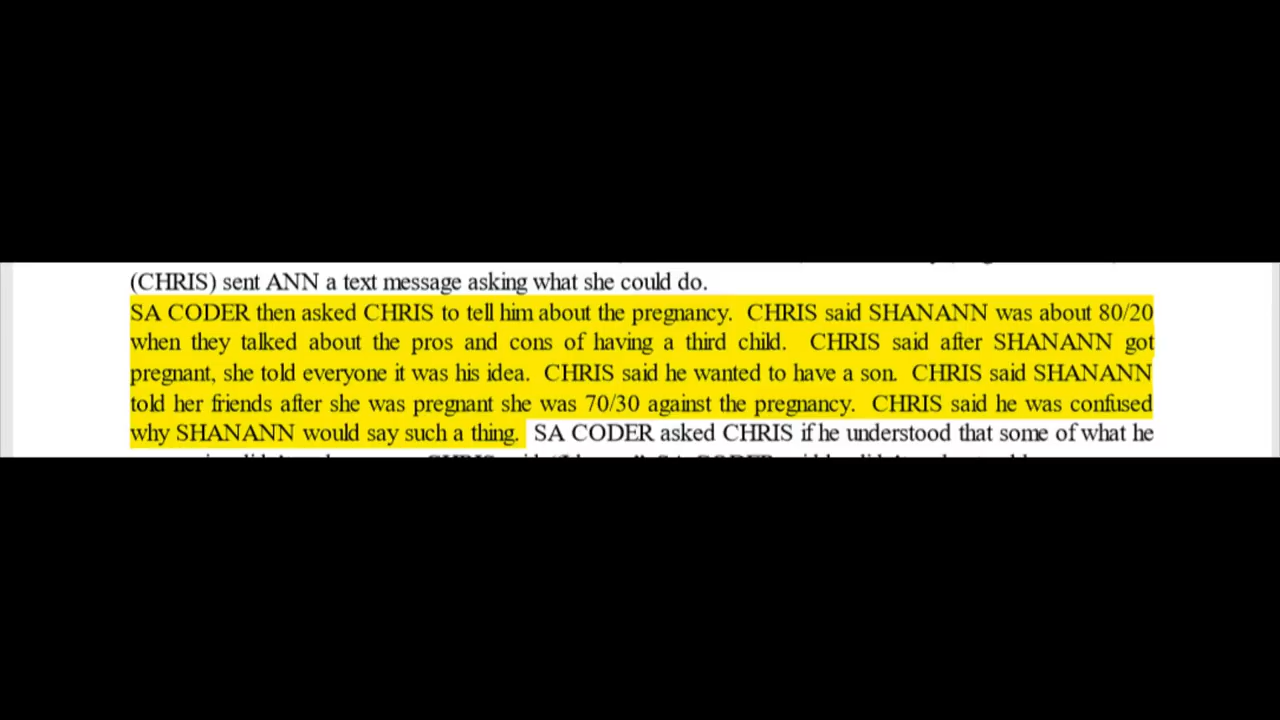 (CHRIS) sent ANN a text message asking what she could do.
SA CODER then asked CHRIS to tell him about the pregnancy. CHRIS said SHANANN was about 80/20
when they talked about the pros and cons of having a third child. CHRIS said after SHANANN got
pregnant, she told everyone it was his idea. CHRIS said he wanted to have a son. CHRIS said SHANANN
told her friends after she was pregnant she was 70/30 against the pregnancy. CHRIS said he was confused
why SHANANN would say such a thing. SA CODER asked CHRIS if he understood that some of what he